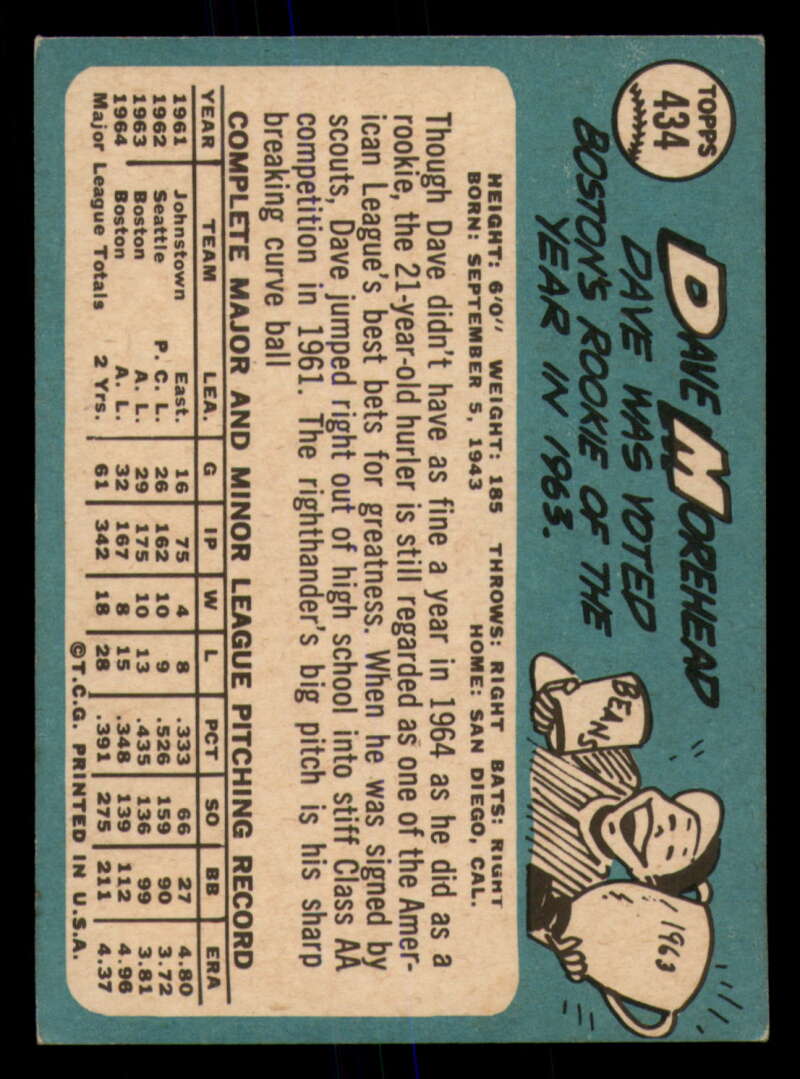 TOPPS
434
DAVE MOREHEAD
DAVE WAS VOTED
BOSTON'S ROOKIE OF THE
YEAR IN 1963.
BEANS
1963
HEIGHT: 6'0" WEIGHT: 185 THROWS: RIGHT BATS: RIGHT
BORN: SEPTEMBER 5, 1943 HOME: SAN DIEGO, CAL.
Though Dave didn't have as fine a year in 1964 as he did as a
rookie, the 21-year-old hurler is still regarded as one of the Amer-
ican League's best bets for greatness. When he was signed by
scouts, Dave jumped right out of high school into stiff Class AA
competition in 1961. The righthander's big pitch is his sharp
breaking curve ball
COMPLETE MAJOR AND MINOR LEAGUE PITCHING RECORD
YEAR TEAM LEA. G IP W L PCT SO BB ERA
1961 Johnstown East. 16 75 4 8 .333 66 27 4.80
1962 Seattle P. C. L. 26 162 10 9 .526 159 90 3.72
1963 Boston A. L. 29 175 10 13 .435 136 99 3.81
1964 Boston A. L. 32 167 8 15 .348 139 112 4.96
Major League Totals 2 Yrs. 61 342 18 28 .391 275 211 4.37
©T.C.G. PRINTED IN U.S.A.